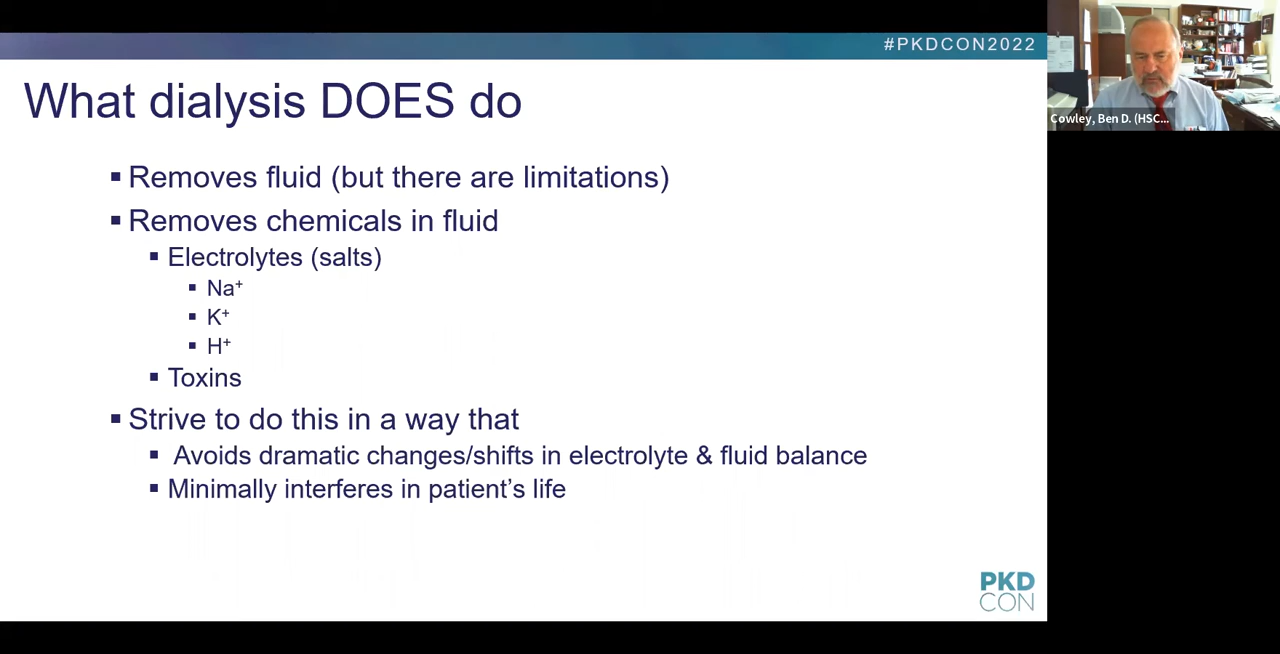 #PKDCON2022
What dialysis DOES do
▪ Removes fluid (but there are limitations)
▪ Removes chemicals in fluid
▪ Electrolytes (salts)
▪ Na⁺
▪ K⁺
▪ H⁺
▪ Toxins
▪ Strive to do this in a way that
▪ Avoids dramatic changes/shifts in electrolyte & fluid balance
▪ Minimally interferes in patient’s life
PKD
CON
Cowley, Ben D. (HSC...